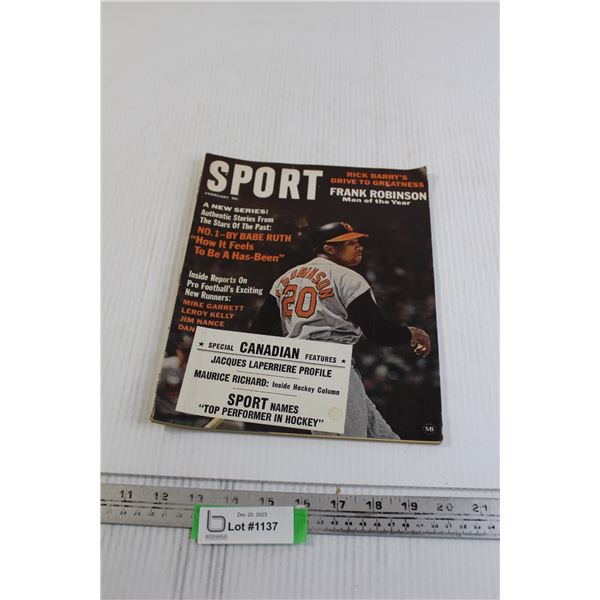 SPORT
FEBRUARY 50c
RICK BARRY'S
DRIVE TO GREATNESS
FRANK ROBINSON
Man of the Year
A NEW SERIES:
Authentic Stories From
The Stars Of The Past:
NO. 1—BY BABE RUTH
"How It Feels
To Be A Has-Been"
Inside Reports On
Pro Football's Exciting
New Runners:
MIKE GARRETT
LEROY KELLY
JIM NANCE
DAN
ROBINSON
20
★ SPECIAL CANADIAN FEATURES ★
JACQUES LAPERRIERE PROFILE
MAURICE RICHARD: Inside Hockey Column
SPORT NAMES
"TOP PERFORMER IN HOCKEY"
MB
11 12 13 14 15 16 17 18 19 20 21
Dec 20, 2023
Lot #1137
BODNARUS